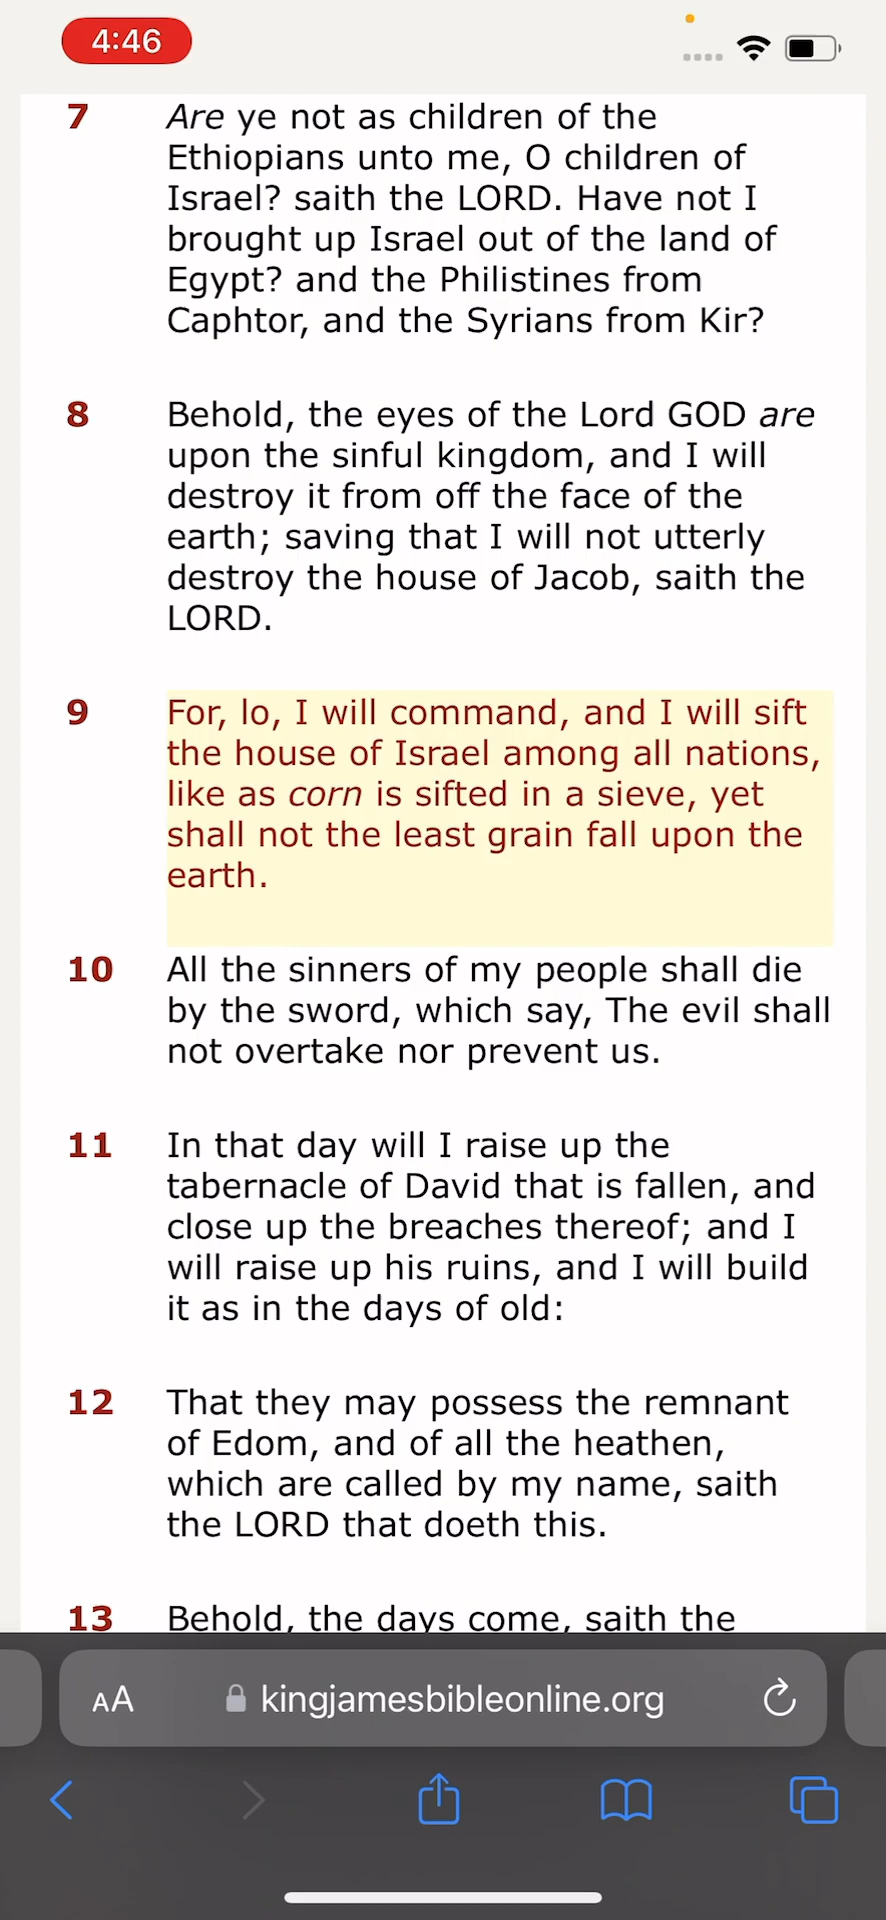 4:46
7 Are ye not as children of the
Ethiopians unto me, O children of
Israel? saith the LORD. Have not I
brought up Israel out of the land of
Egypt? and the Philistines from
Caphtor, and the Syrians from Kir?
8 Behold, the eyes of the Lord GOD are
upon the sinful kingdom, and I will
destroy it from off the face of the
earth; saving that I will not utterly
destroy the house of Jacob, saith the
LORD.
9 For, lo, I will command, and I will sift
the house of Israel among all nations,
like as corn is sifted in a sieve, yet
shall not the least grain fall upon the
earth.
10 All the sinners of my people shall die
by the sword, which say, The evil shall
not overtake nor prevent us.
11 In that day will I raise up the
tabernacle of David that is fallen, and
close up the breaches thereof; and I
will raise up his ruins, and I will build
it as in the days of old:
12 That they may possess the remnant
of Edom, and of all the heathen,
which are called by my name, saith
the LORD that doeth this.
13 Behold, the days come, saith the
AA kingjamesbibleonline.org